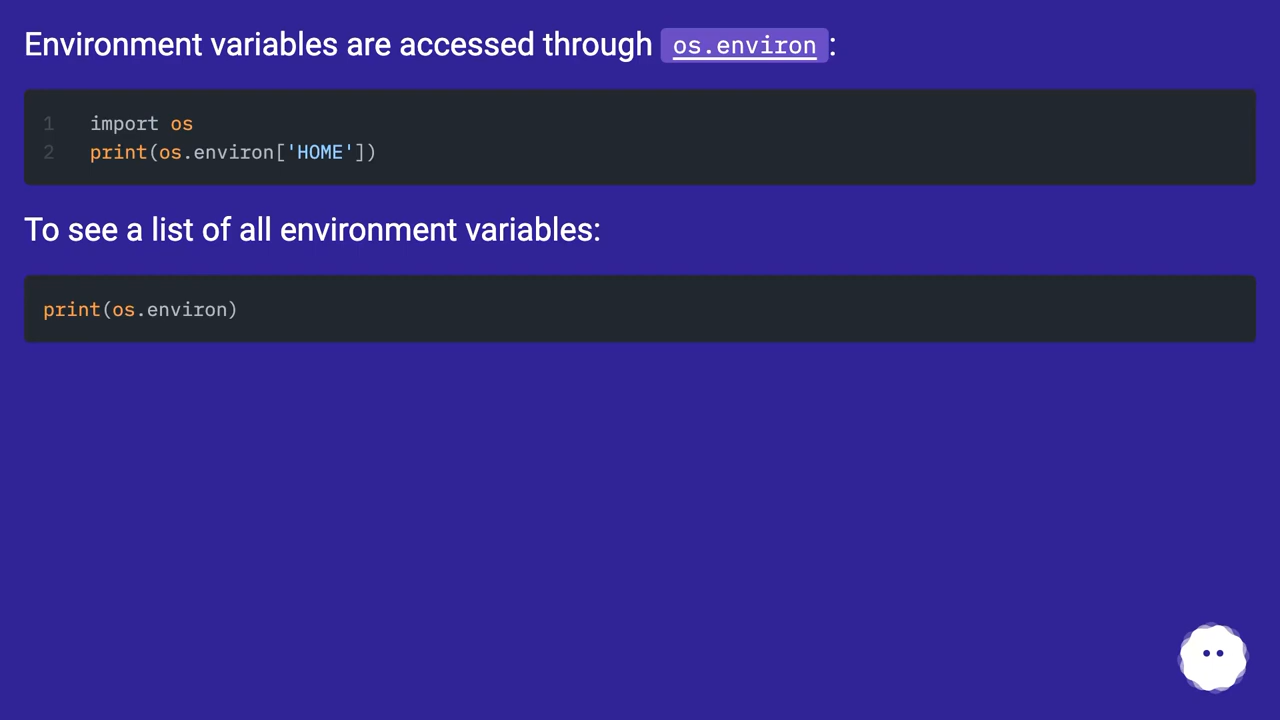 Environment variables are accessed through os.environ:
1 import os
2 print(os.environ['HOME'])
To see a list of all environment variables:
print(os.environ)